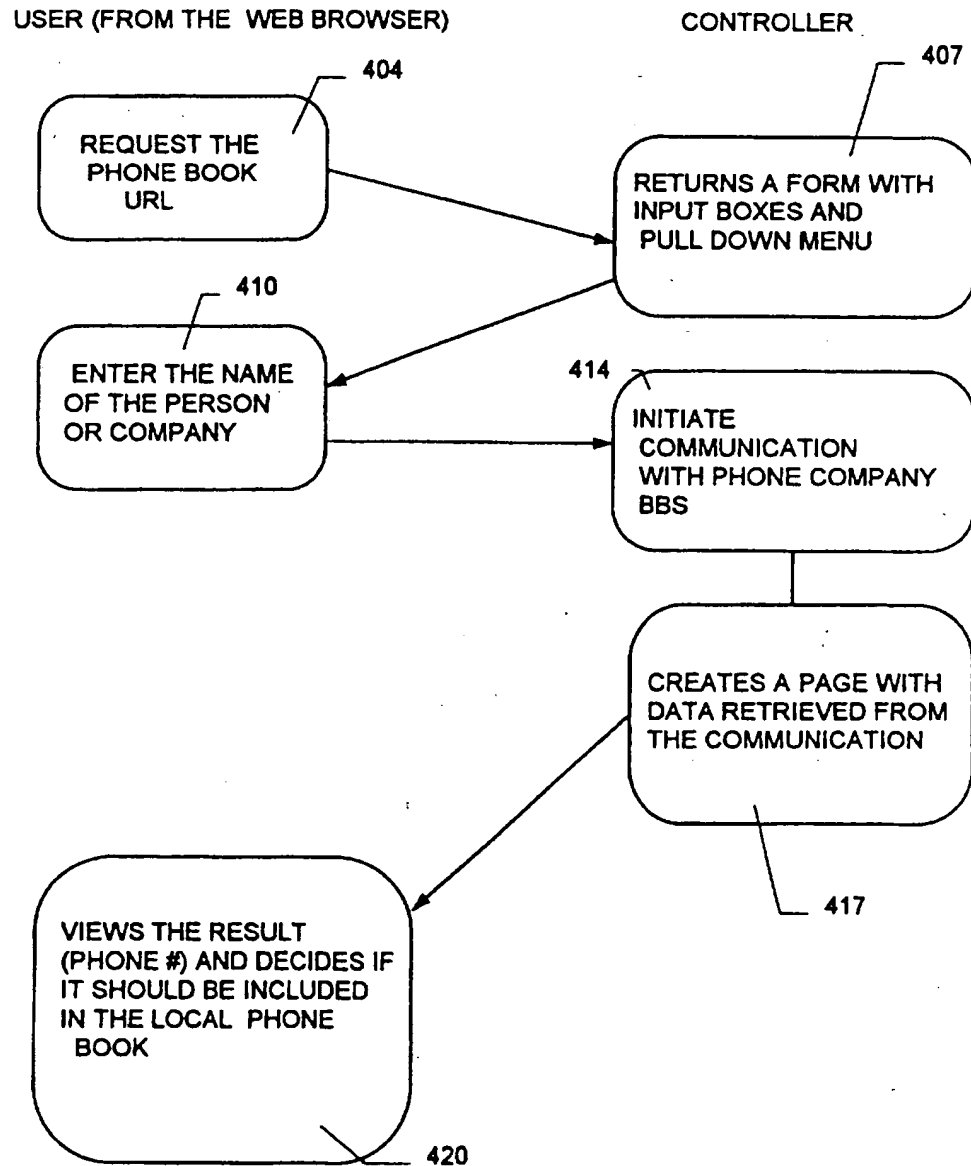 USER (FROM THE WEB BROWSER)
CONTROLLER
404
REQUEST THE
PHONE BOOK
URL
407
RETURNS A FORM WITH
INPUT BOXES AND
PULL DOWN MENU
410
ENTER THE NAME
OF THE PERSON
OR COMPANY
414
INITIATE
COMMUNICATION
WITH PHONE COMPANY
BBS
CREATES A PAGE WITH
DATA RETRIEVED FROM
THE COMMUNICATION
417
VIEWS THE RESULT
(PHONE #) AND DECIDES IF
IT SHOULD BE INCLUDED
IN THE LOCAL PHONE
BOOK
420